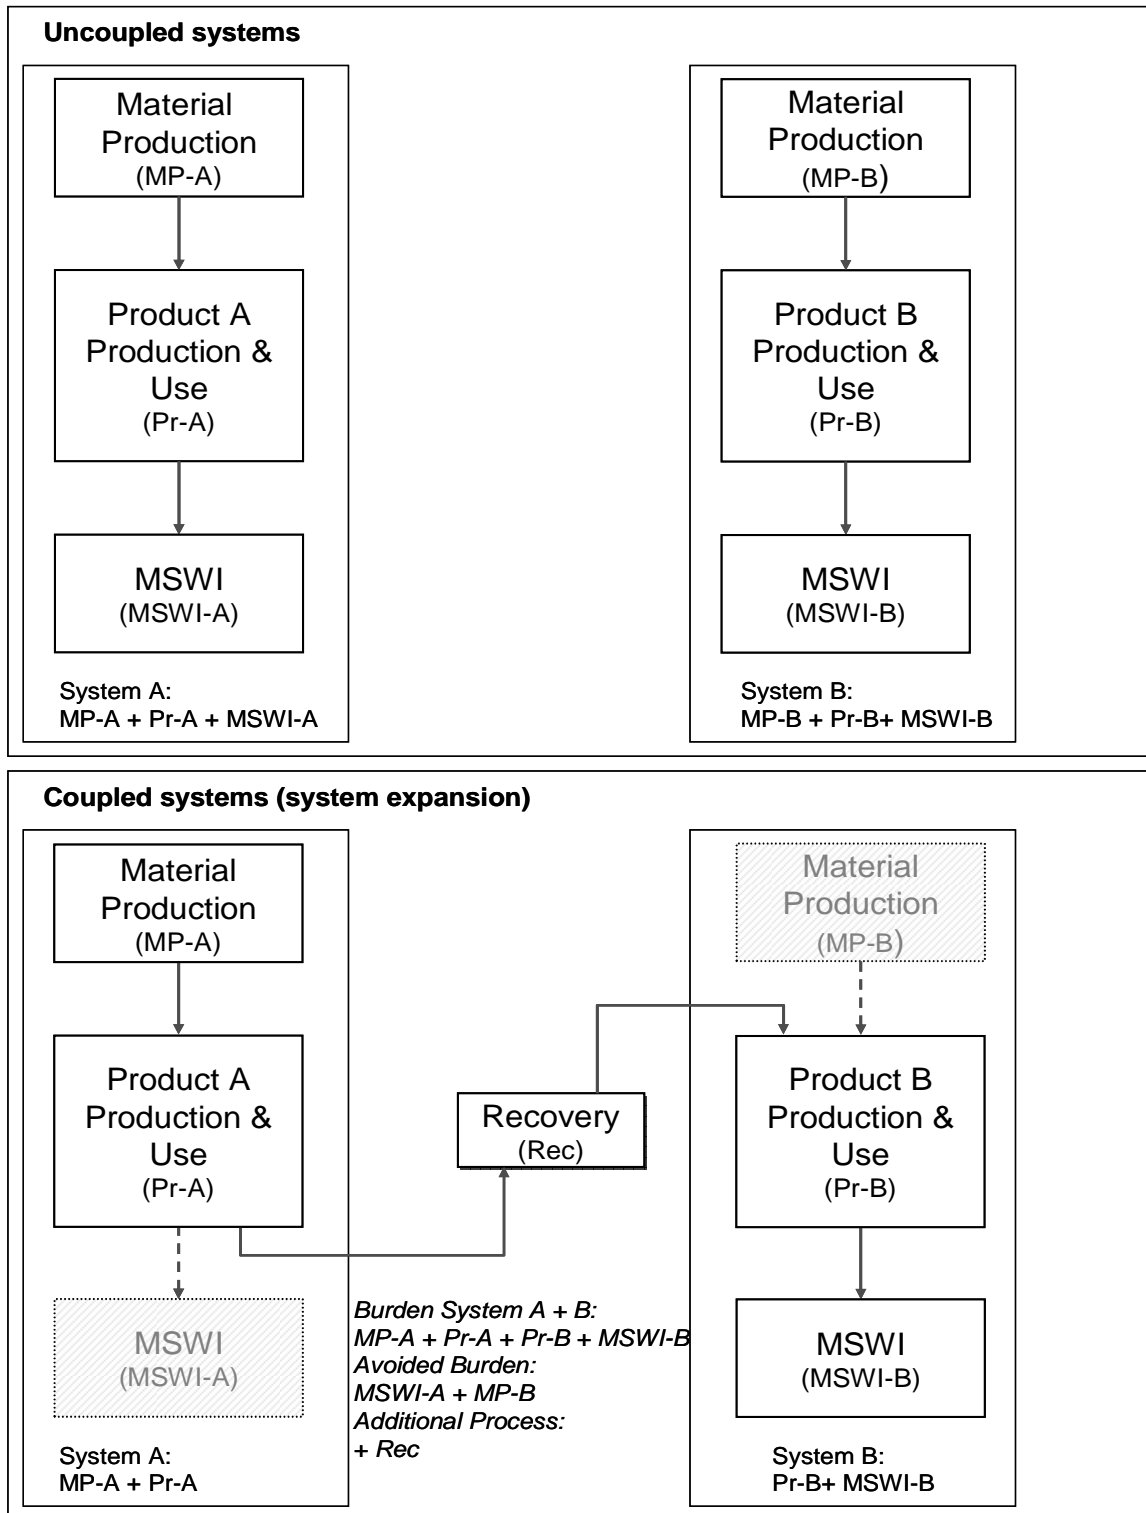 Uncoupled systems
Material
Production
(MP-A)
Product A
Production &
Use
(Pr-A)
MSWI
(MSWI-A)
System A:
MP-A + Pr-A + MSWI-A
Material
Production
(MP-B)
Product B
Production &
Use
(Pr-B)
MSWI
(MSWI-B)
System B:
MP-B + Pr-B+ MSWI-B
Coupled systems (system expansion)
Material
Production
(MP-A)
Product A
Production &
Use
(Pr-A)
MSWI
(MSWI-A)
System A:
MP-A + Pr-A
Recovery
(Rec)
Burden System A + B:
MP-A + Pr-A + Pr-B + MSWI-B
Avoided Burden:
MSWI-A + MP-B
Additional Process:
+ Rec
Material
Production
(MP-B)
Product B
Production &
Use
(Pr-B)
MSWI
(MSWI-B)
System B:
Pr-B+ MSWI-B